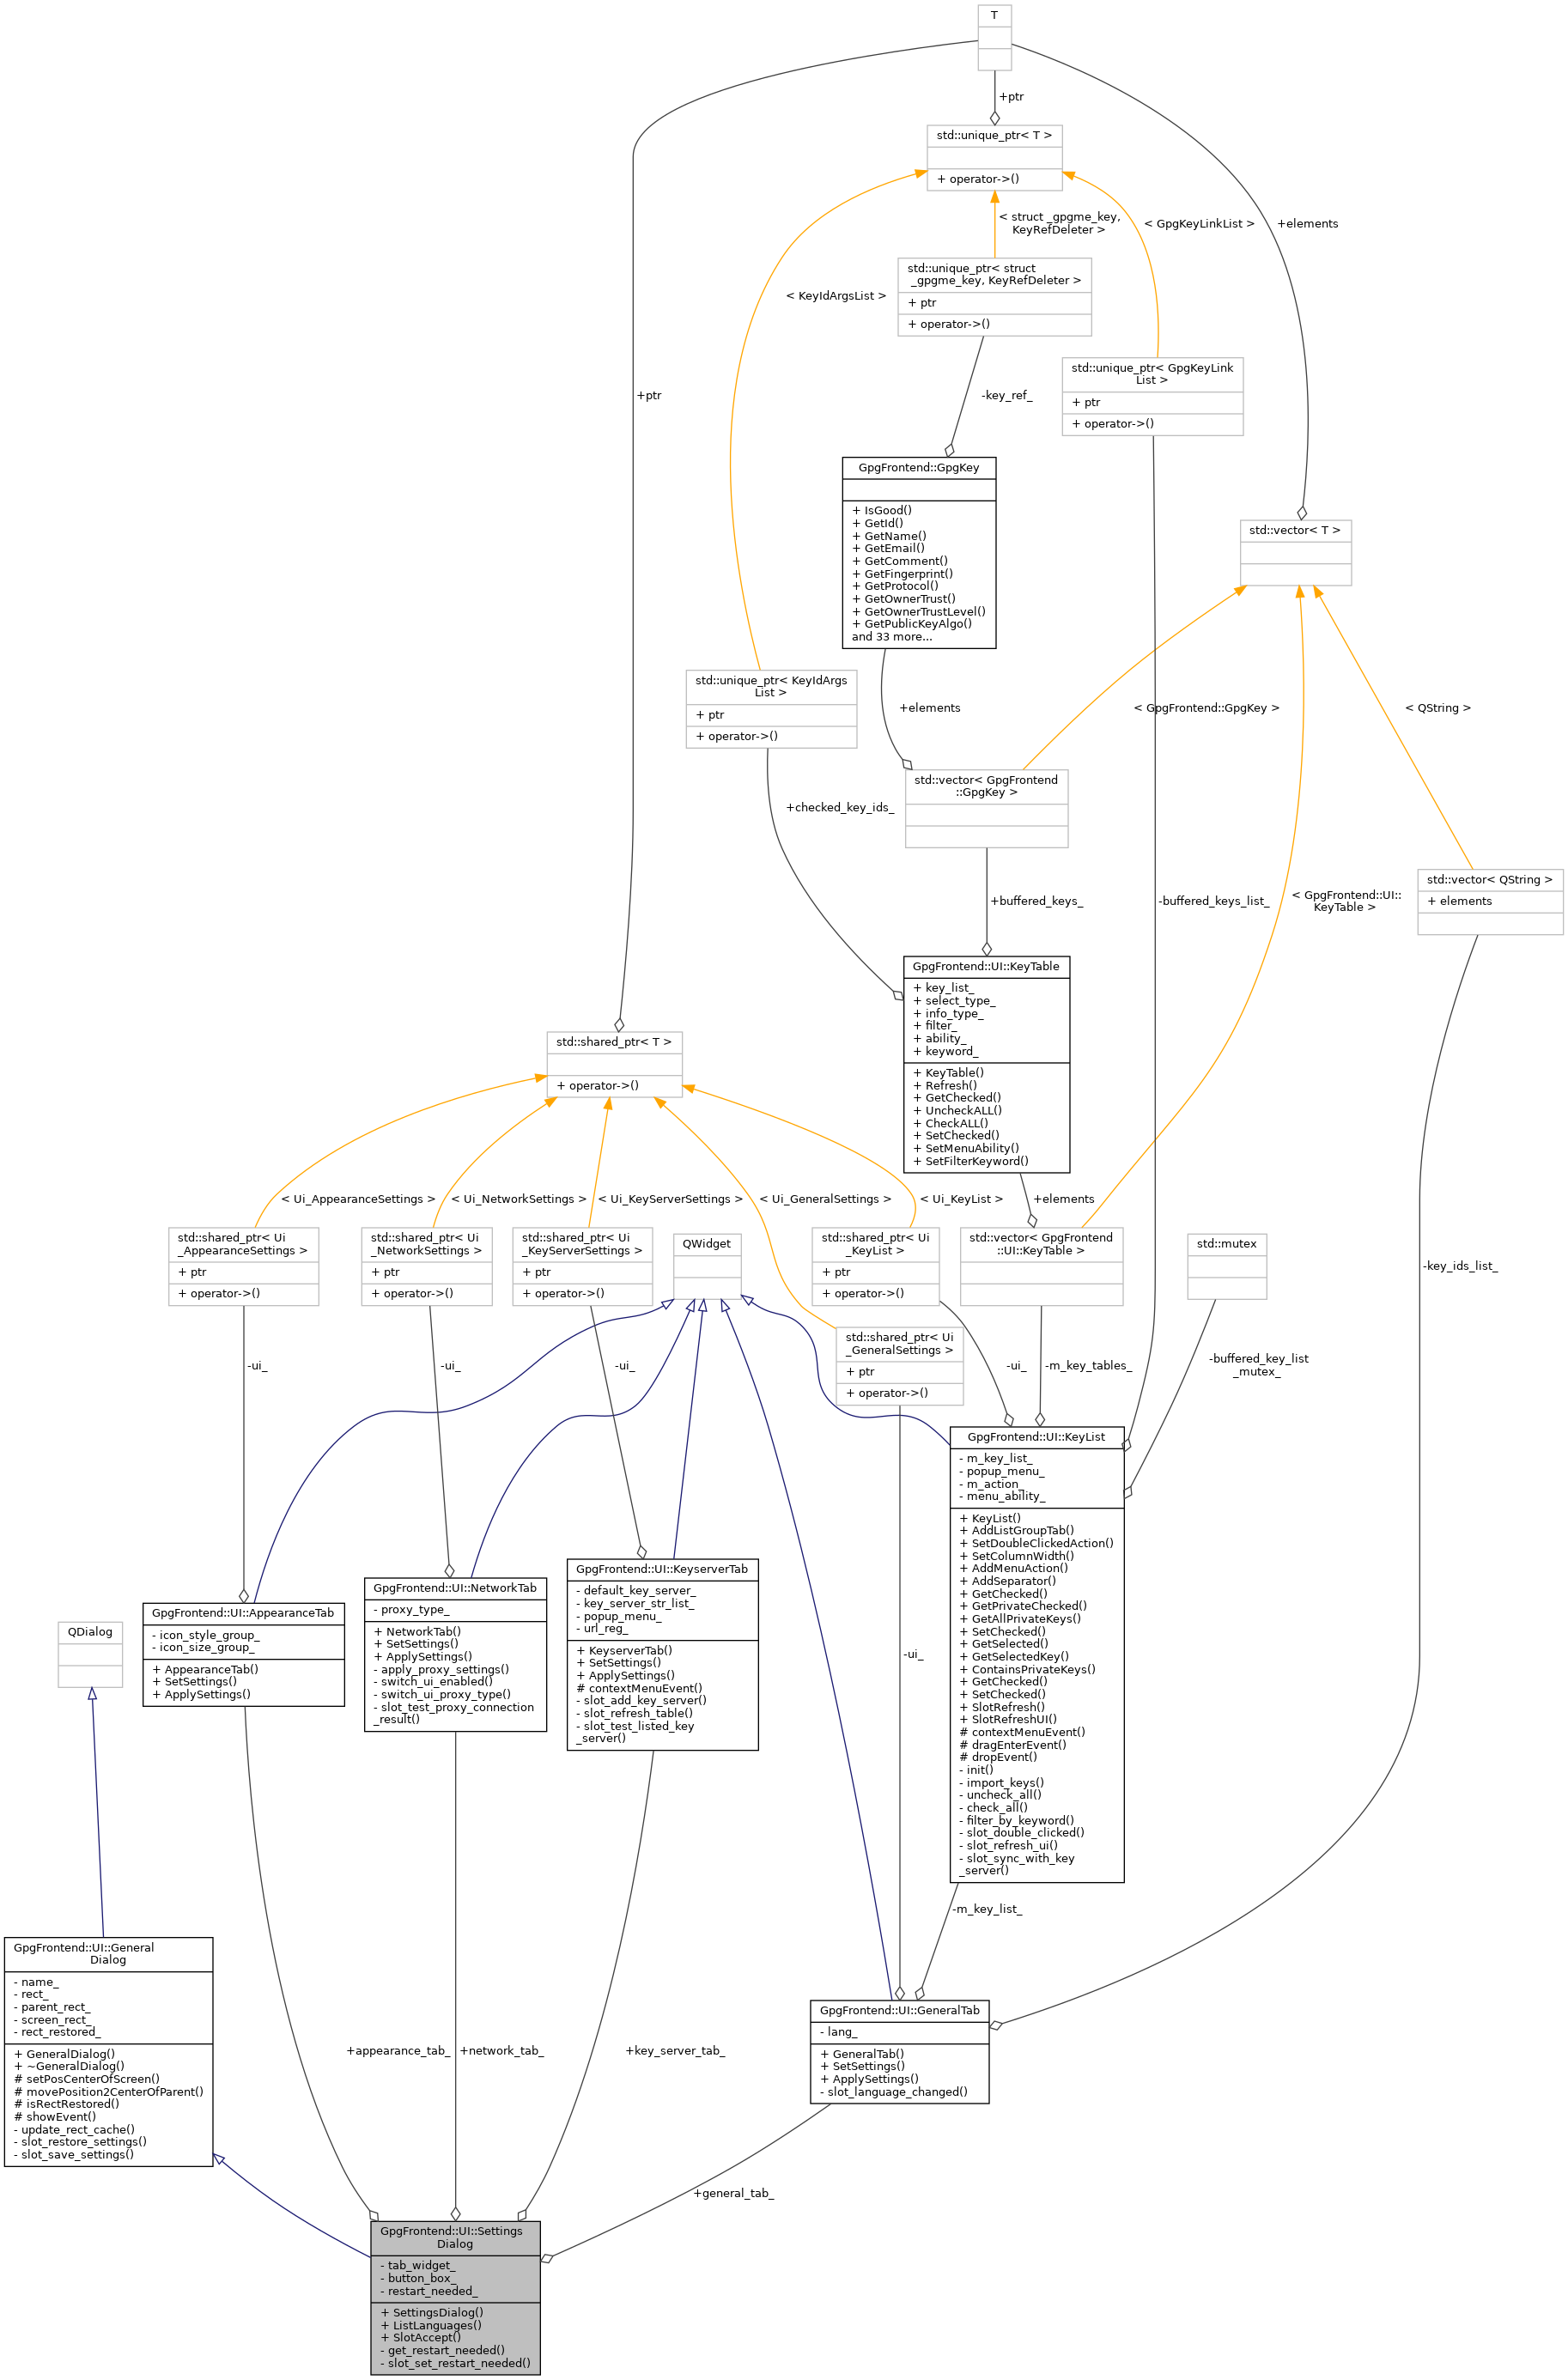 T
+ptr
std::unique_ptr< T >
+ operator->()
< struct _gpgme_key,
KeyRefDeleter >
< GpgKeyLinkList >
+elements
std::unique_ptr< struct
_gpgme_key, KeyRefDeleter >
+ ptr
+ operator->()
< KeyIdArgsList >
std::unique_ptr< GpgKeyLink
List >
+ ptr
+ operator->()
+ptr
-key_ref_
GpgFrontend::GpgKey
+ IsGood()
+ GetId()
+ GetName()
+ GetEmail()
+ GetComment()
+ GetFingerprint()
+ GetProtocol()
+ GetOwnerTrust()
+ GetOwnerTrustLevel()
+ GetPublicKeyAlgo()
and 33 more...
std::vector< T >
std::unique_ptr< KeyIdArgs
List >
+ ptr
+ operator->()
+elements
< GpgFrontend::GpgKey >
< QString >
std::vector< GpgFrontend
::GpgKey >
+checked_key_ids_
+buffered_keys_
-buffered_keys_list_
< GpgFrontend::UI::
KeyTable >
std::vector< QString >
+ elements
GpgFrontend::UI::KeyTable
+ key_list_
+ select_type_
+ info_type_
+ filter_
+ ability_
+ keyword_
+ KeyTable()
+ Refresh()
+ GetChecked()
+ UncheckALL()
+ CheckALL()
+ SetChecked()
+ SetMenuAbility()
+ SetFilterKeyword()
std::shared_ptr< T >
+ operator->()
< Ui_AppearanceSettings >
< Ui_NetworkSettings >
< Ui_KeyServerSettings >
< Ui_GeneralSettings >
< Ui_KeyList >
+elements
std::shared_ptr< Ui
_AppearanceSettings >
+ ptr
+ operator->()
std::shared_ptr< Ui
_NetworkSettings >
+ ptr
+ operator->()
std::shared_ptr< Ui
_KeyServerSettings >
+ ptr
+ operator->()
QWidget
std::shared_ptr< Ui
_KeyList >
+ ptr
+ operator->()
std::vector< GpgFrontend
::UI::KeyTable >
std::mutex
-key_ids_list_
std::shared_ptr< Ui
_GeneralSettings >
+ ptr
+ operator->()
-ui_
-ui_
-ui_
-ui_
-m_key_tables_
-buffered_key_list
_mutex_
GpgFrontend::UI::KeyList
- m_key_list_
- popup_menu_
- m_action_
- menu_ability_
+ KeyList()
+ AddListGroupTab()
+ SetDoubleClickedAction()
+ SetColumnWidth()
+ AddMenuAction()
+ AddSeparator()
+ GetChecked()
+ GetPrivateChecked()
+ GetAllPrivateKeys()
+ SetChecked()
+ GetSelected()
+ GetSelectedKey()
+ ContainsPrivateKeys()
+ GetChecked()
+ SetChecked()
+ SlotRefresh()
+ SlotRefreshUI()
# contextMenuEvent()
# dragEnterEvent()
# dropEvent()
- init()
- import_keys()
- uncheck_all()
- check_all()
- filter_by_keyword()
- slot_double_clicked()
- slot_refresh_ui()
- slot_sync_with_key
_server()
QDialog
GpgFrontend::UI::AppearanceTab
- icon_style_group_
- icon_size_group_
+ AppearanceTab()
+ SetSettings()
+ ApplySettings()
GpgFrontend::UI::NetworkTab
- proxy_type_
+ NetworkTab()
+ SetSettings()
+ ApplySettings()
- apply_proxy_settings()
- switch_ui_enabled()
- switch_ui_proxy_type()
- slot_test_proxy_connection
_result()
GpgFrontend::UI::KeyserverTab
- default_key_server_
- key_server_str_list_
- popup_menu_
- url_reg_
+ KeyserverTab()
+ SetSettings()
+ ApplySettings()
# contextMenuEvent()
- slot_add_key_server()
- slot_refresh_table()
- slot_test_listed_key
_server()
-ui_
-m_key_list_
GpgFrontend::UI::General
Dialog
- name_
- rect_
- parent_rect_
- screen_rect_
- rect_restored_
+ GeneralDialog()
+ ~GeneralDialog()
# setPosCenterOfScreen()
# movePosition2CenterOfParent()
# isRectRestored()
# showEvent()
- update_rect_cache()
- slot_restore_settings()
- slot_save_settings()
+appearance_tab_
+network_tab_
+key_server_tab_
GpgFrontend::UI::GeneralTab
- lang_
+ GeneralTab()
+ SetSettings()
+ ApplySettings()
- slot_language_changed()
+general_tab_
GpgFrontend::UI::Settings
Dialog
- tab_widget_
- button_box_
- restart_needed_
+ SettingsDialog()
+ ListLanguages()
+ SlotAccept()
- get_restart_needed()
- slot_set_restart_needed()